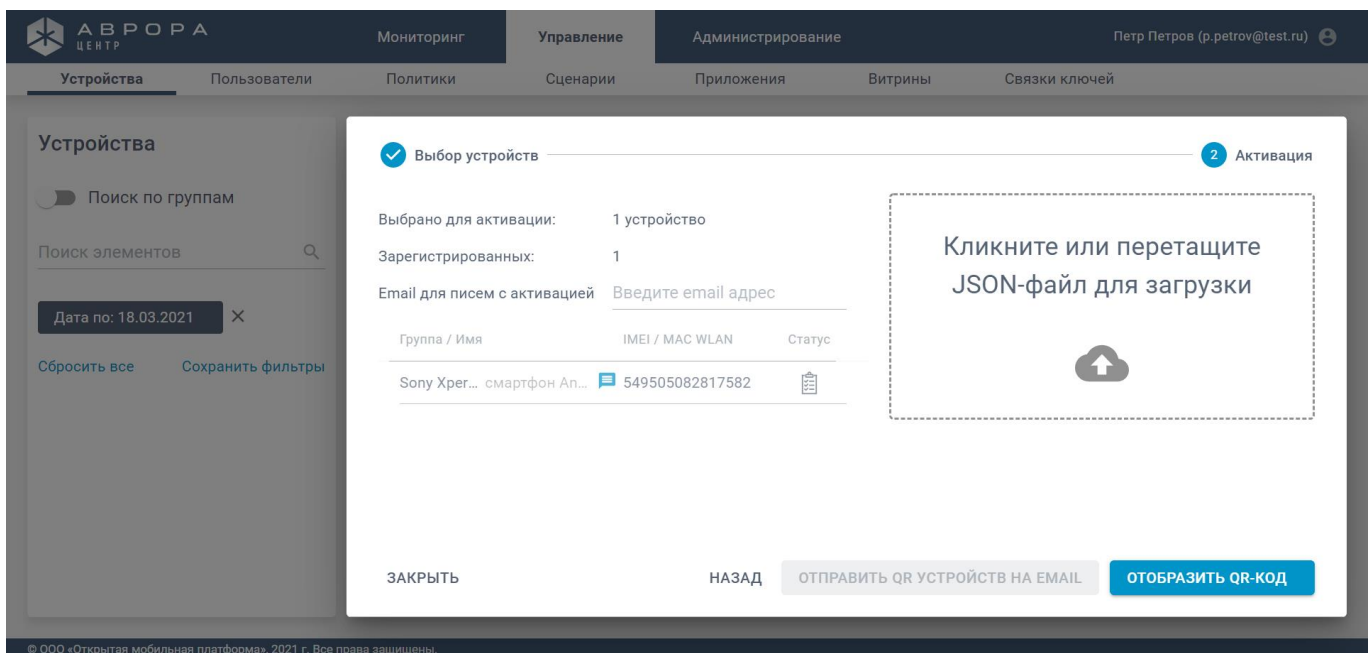 АВРОРА
ЦЕНТР
Мониторинг
Управление
Администрирование
Петр Петров (p.petrov@test.ru)
Устройства
Пользователи
Политики
Сценарии
Приложения
Витрины
Связки ключей
Устройства
Поиск по группам
Поиск элементов
Дата по: 18.03.2021
Сбросить все
Сохранить фильтры
Выбор устройств
2 Активация
Выбрано для активации: 1 устройство
Зарегистрированных: 1
Email для писем с активацией Введите email адрес
Группа / Имя IMEI / MAC WLAN Статус
Sony Xper... смартфон An... 549505082817582
Кликните или перетащите
JSON-файл для загрузки
ЗАКРЫТЬ
НАЗАД
ОТПРАВИТЬ QR УСТРОЙСТВ НА EMAIL
ОТОБРАЗИТЬ QR-КОД
© ООО «Открытая мобильная платформа», 2021 г. Все права защищены.